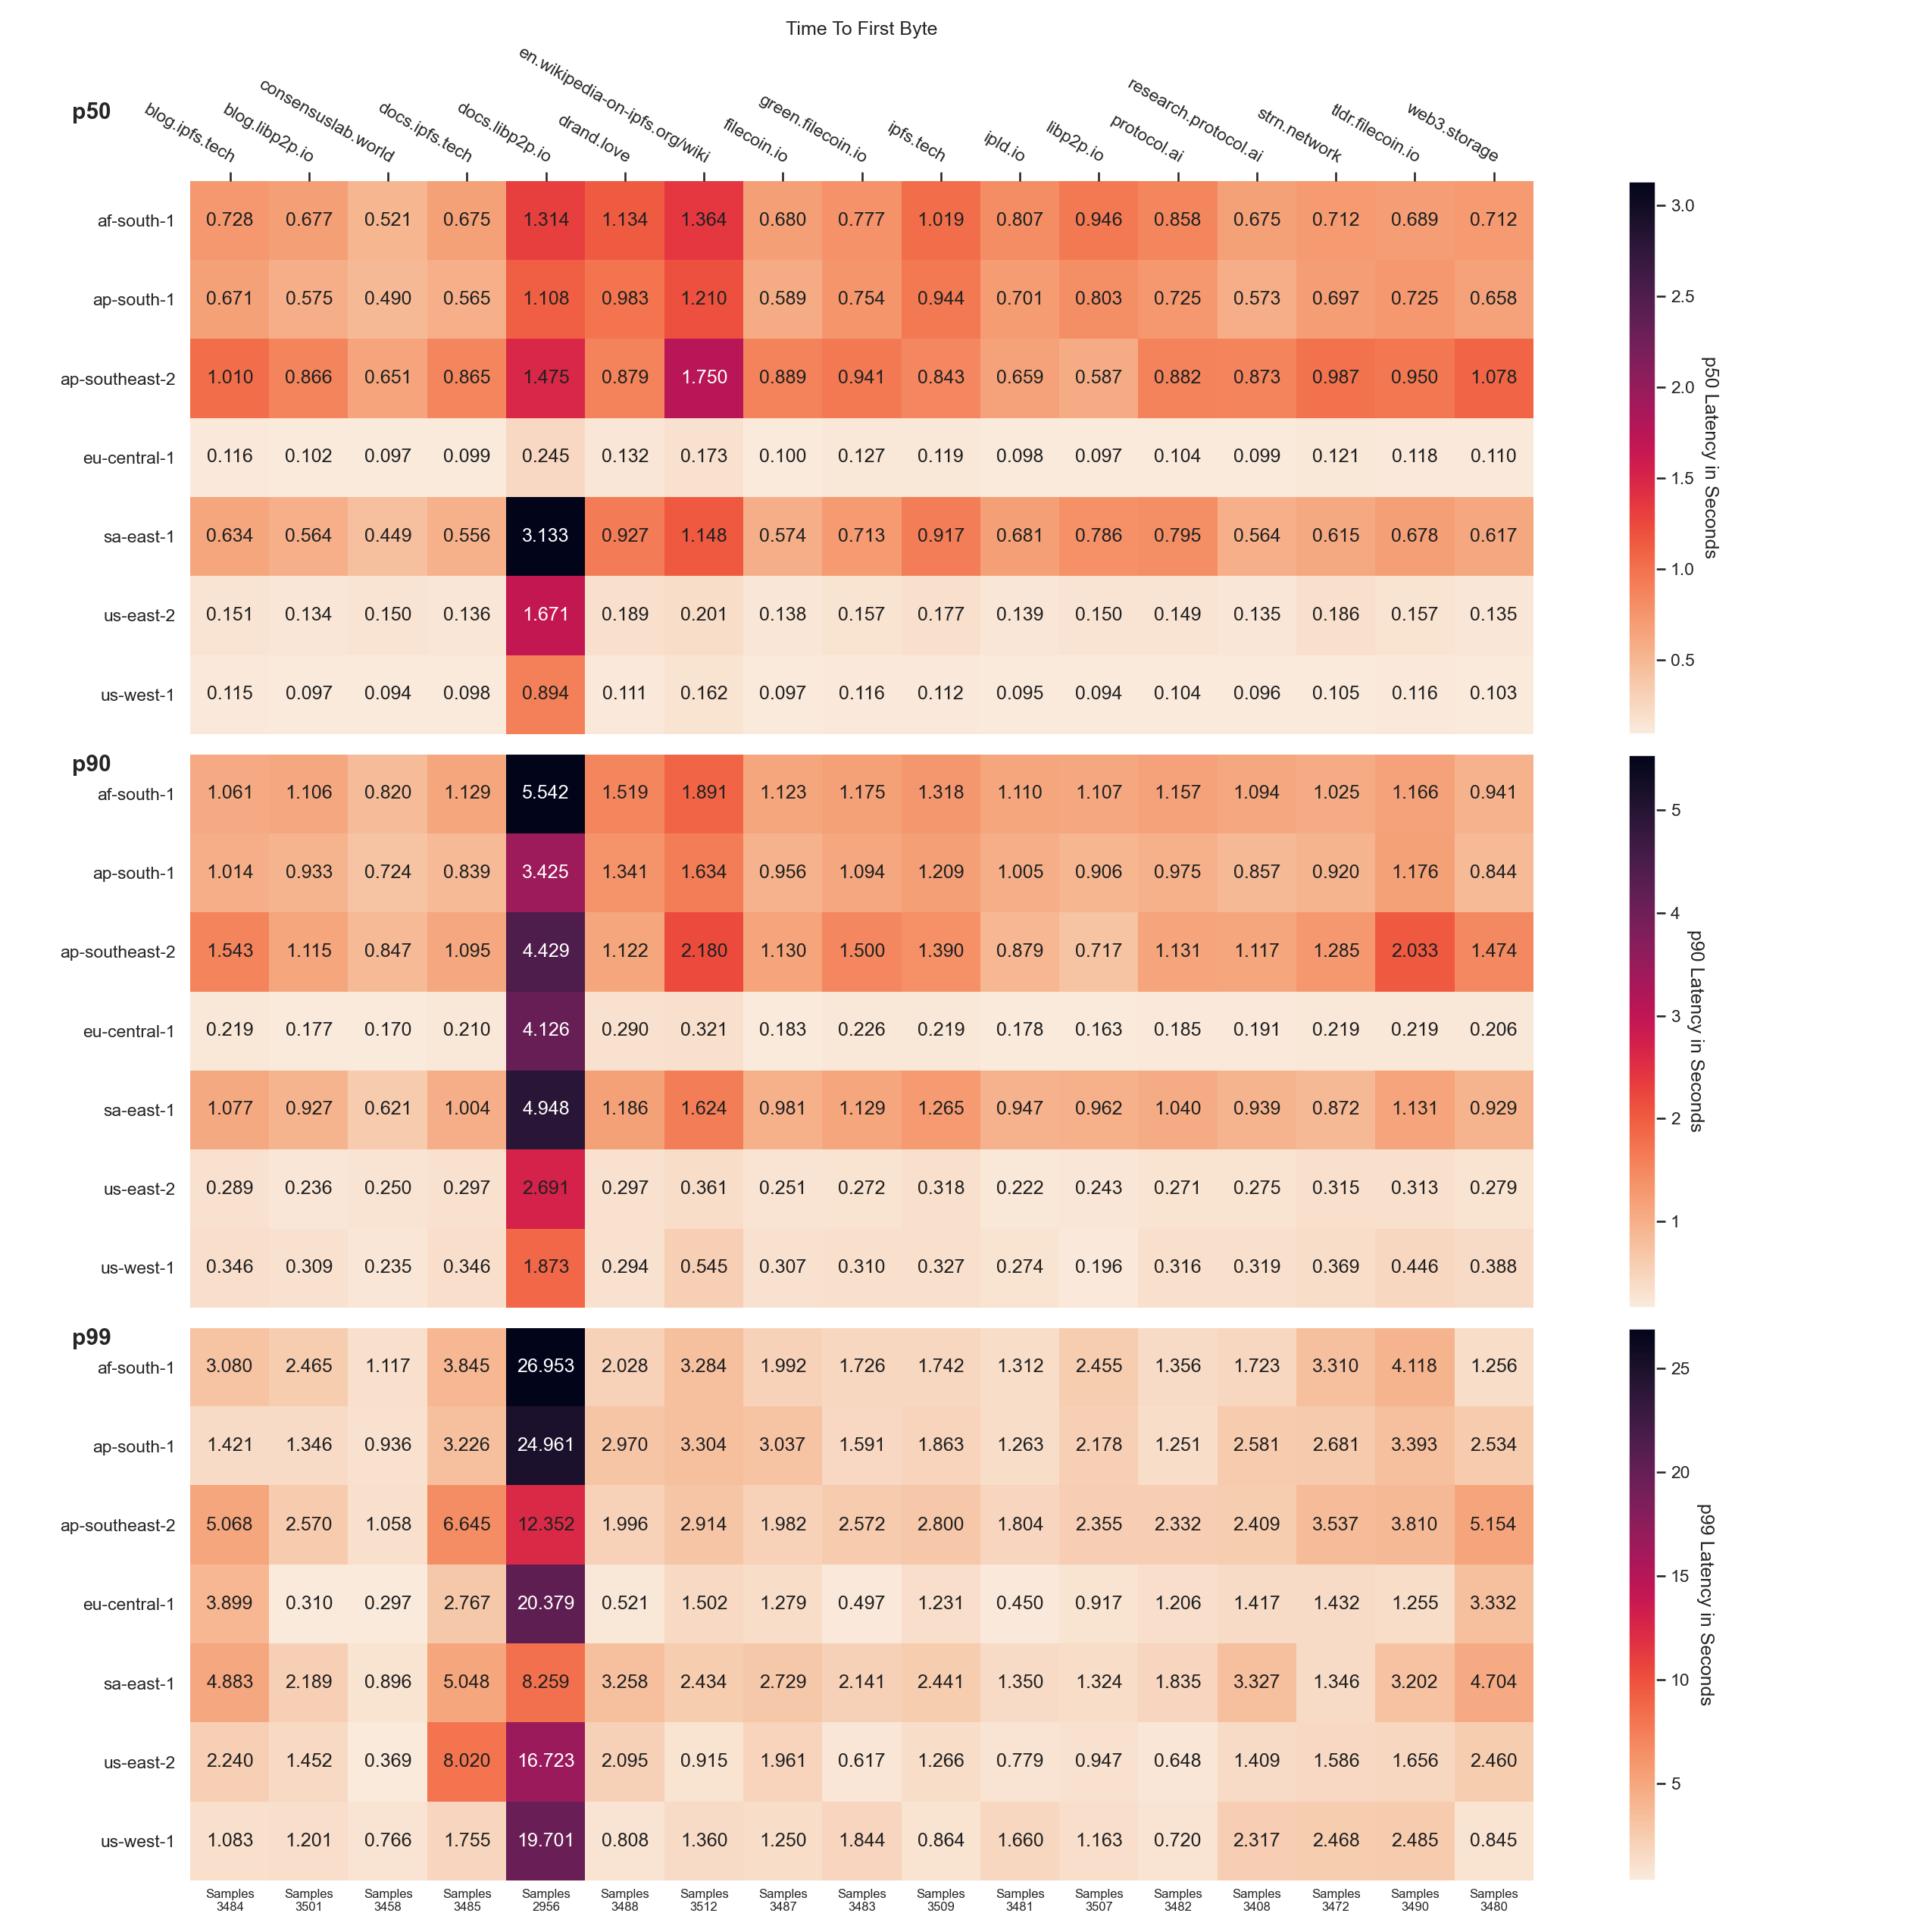 Time To First Byte
p50
blog.ipfs.tech
blog.libp2p.io
consensuslab.world
docs.ipfs.tech
docs.libp2p.io
drand.love
en.wikipedia-on-ipfs.org/wiki
filecoin.io
green.filecoin.io
ipfs.tech
ipld.io
libp2p.io
protocol.ai
research.protocol.ai
strn.network
tldr.filecoin.io
web3.storage
af-south-1 0.728 0.677 0.521 0.675 1.314 1.134 1.364 0.680 0.777 1.019 0.807 0.946 0.858 0.675 0.712 0.689 0.712
ap-south-1 0.671 0.575 0.490 0.565 1.108 0.983 1.210 0.589 0.754 0.944 0.701 0.803 0.725 0.573 0.697 0.725 0.658
ap-southeast-2 1.010 0.866 0.651 0.865 1.475 0.879 1.750 0.889 0.941 0.843 0.659 0.587 0.882 0.873 0.987 0.950 1.078
eu-central-1 0.116 0.102 0.097 0.099 0.245 0.132 0.173 0.100 0.127 0.119 0.098 0.097 0.104 0.099 0.121 0.118 0.110
sa-east-1 0.634 0.564 0.449 0.556 3.133 0.927 1.148 0.574 0.713 0.917 0.681 0.786 0.795 0.564 0.615 0.678 0.617
us-east-2 0.151 0.134 0.150 0.136 1.671 0.189 0.201 0.138 0.157 0.177 0.139 0.150 0.149 0.135 0.186 0.157 0.135
us-west-1 0.115 0.097 0.094 0.098 0.894 0.111 0.162 0.097 0.116 0.112 0.095 0.094 0.104 0.096 0.105 0.116 0.103
3.0
2.5
2.0
1.5
1.0
0.5
p50 Latency in Seconds
p90
af-south-1 1.061 1.106 0.820 1.129 5.542 1.519 1.891 1.123 1.175 1.318 1.110 1.107 1.157 1.094 1.025 1.166 0.941
ap-south-1 1.014 0.933 0.724 0.839 3.425 1.341 1.634 0.956 1.094 1.209 1.005 0.906 0.975 0.857 0.920 1.176 0.844
ap-southeast-2 1.543 1.115 0.847 1.095 4.429 1.122 2.180 1.130 1.500 1.390 0.879 0.717 1.131 1.117 1.285 2.033 1.474
eu-central-1 0.219 0.177 0.170 0.210 4.126 0.290 0.321 0.183 0.226 0.219 0.178 0.163 0.185 0.191 0.219 0.219 0.206
sa-east-1 1.077 0.927 0.621 1.004 4.948 1.186 1.624 0.981 1.129 1.265 0.947 0.962 1.040 0.939 0.872 1.131 0.929
us-east-2 0.289 0.236 0.250 0.297 2.691 0.297 0.361 0.251 0.272 0.318 0.222 0.243 0.271 0.275 0.315 0.313 0.279
us-west-1 0.346 0.309 0.235 0.346 1.873 0.294 0.545 0.307 0.310 0.327 0.274 0.196 0.316 0.319 0.369 0.446 0.388
5
4
3
2
1
p90 Latency in Seconds
p99
af-south-1 3.080 2.465 1.117 3.845 26.953 2.028 3.284 1.992 1.726 1.742 1.312 2.455 1.356 1.723 3.310 4.118 1.256
ap-south-1 1.421 1.346 0.936 3.226 24.961 2.970 3.304 3.037 1.591 1.863 1.263 2.178 1.251 2.581 2.681 3.393 2.534
ap-southeast-2 5.068 2.570 1.058 6.645 12.352 1.996 2.914 1.982 2.572 2.800 1.804 2.355 2.332 2.409 3.537 3.810 5.154
eu-central-1 3.899 0.310 0.297 2.767 20.379 0.521 1.502 1.279 0.497 1.231 0.450 0.917 1.206 1.417 1.432 1.255 3.332
sa-east-1 4.883 2.189 0.896 5.048 8.259 3.258 2.434 2.729 2.141 2.441 1.350 1.324 1.835 3.327 1.346 3.202 4.704
us-east-2 2.240 1.452 0.369 8.020 16.723 2.095 0.915 1.961 0.617 1.266 0.779 0.947 0.648 1.409 1.586 1.656 2.460
us-west-1 1.083 1.201 0.766 1.755 19.701 0.808 1.360 1.250 1.844 0.864 1.660 1.163 0.720 2.317 2.468 2.485 0.845
25
20
15
10
5
p99 Latency in Seconds
Samples Samples Samples Samples Samples Samples Samples Samples Samples Samples Samples Samples Samples Samples Samples Samples Samples
3484 3501 3458 3485 2956 3488 3512 3487 3483 3509 3481 3507 3482 3408 3472 3490 3480